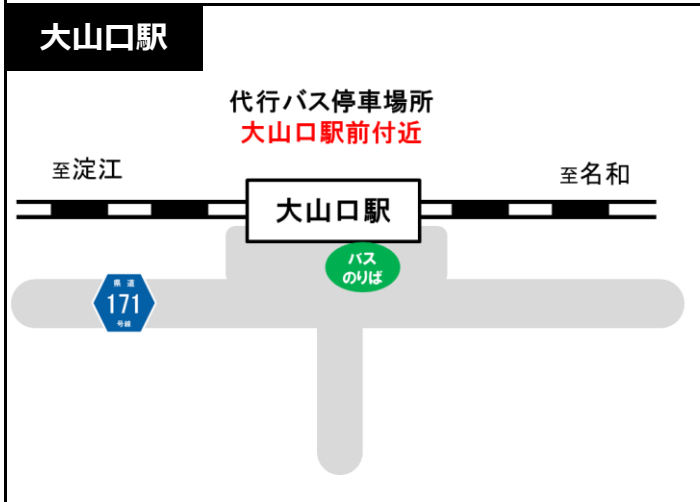 大山口駅
代行バス停車場所
大山口駅前付近
至淀江
至名和
大山口駅
バス
のりば
県道
171
号線